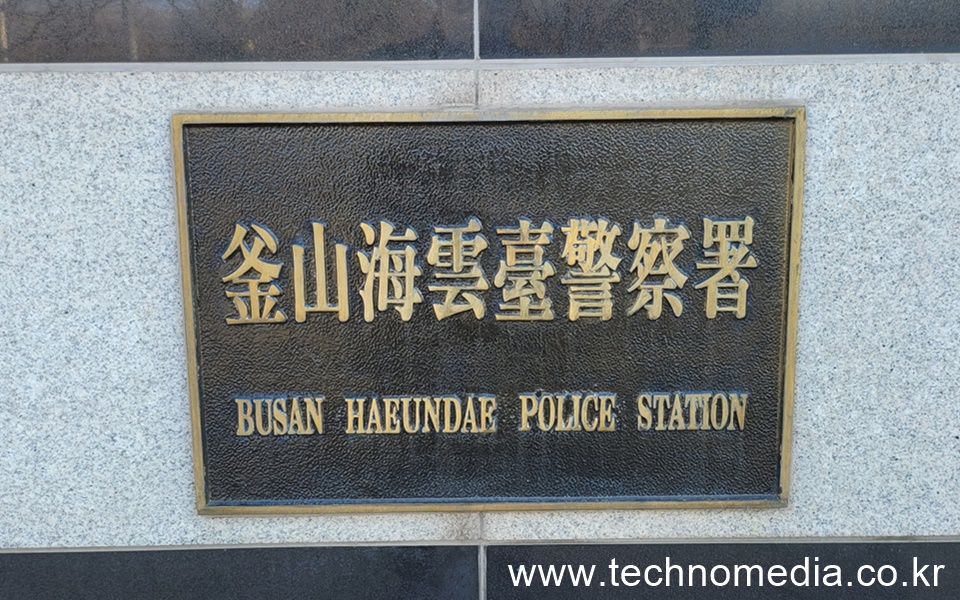 釜山海雲臺警察署
BUSAN HAEUNDAE POLICE STATION
www.technomedia.co.kr